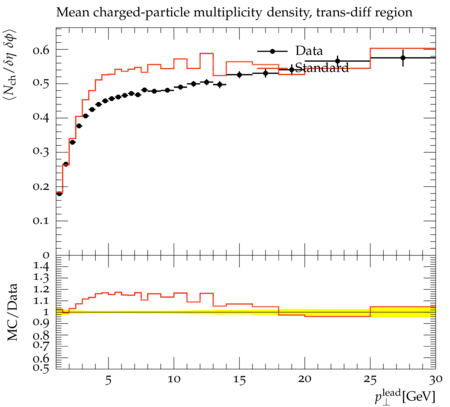 Mean charged-particle multiplicity density, trans-diff region
⟨N_ch/δη δϕ⟩
Data
Standard
0.6
0.5
0.4
0.3
0.2
0.1
0
MC/Data
1.4
1.3
1.2
1.1
1
0.9
0.8
0.7
0.6
0.5
5 10 15 20 25 30
p_⊥^lead[GeV]